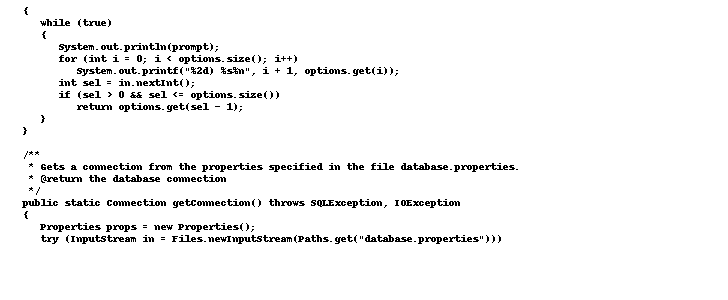 {
while (true)
{
System.out.println(prompt);
for (int i = 0; i < options.size(); i++)
System.out.printf("%2d) %s%n", i + 1, options.get(i));
int sel = in.nextInt();
if (sel > 0 && sel <= options.size())
return options.get(sel - 1);
}
}
/**
* Gets a connection from the properties specified in the file database.properties.
* @return the database connection
*/
public static Connection getConnection() throws SQLException, IOException
{
Properties props = new Properties();
try (InputStream in = Files.newInputStream(Paths.get("database.properties")))